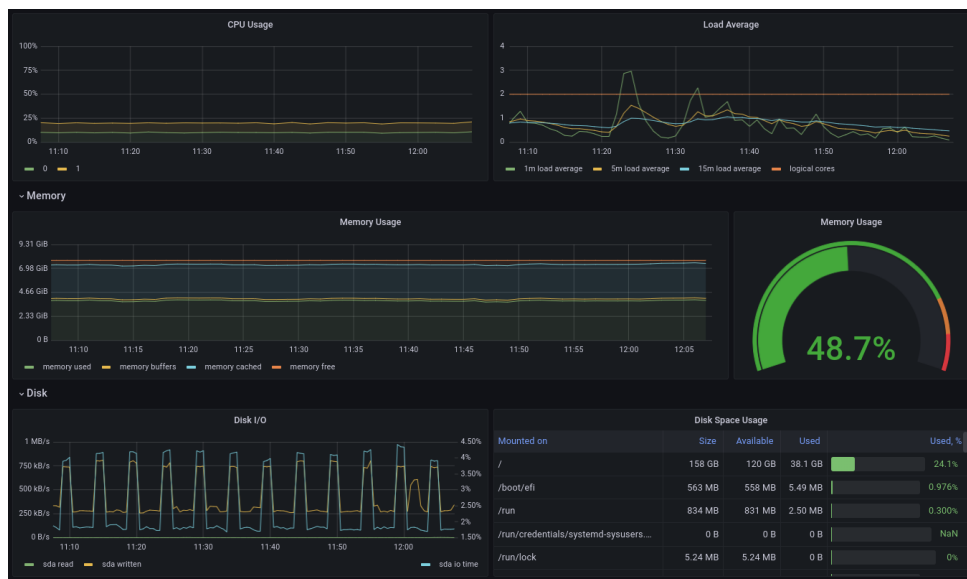 CPU Usage
100%
75%
50%
25%
0%
11:10 11:20 11:30 11:40 11:50 12:00
0 1
Load Average
4
3
2
1
0
11:10 11:20 11:30 11:40 11:50 12:00
1m load average 5m load average 15m load average logical cores
Memory
Memory Usage
9.31 GiB
6.98 GiB
4.66 GiB
2.33 GiB
0 B
11:10 11:15 11:20 11:25 11:30 11:35 11:40 11:45 11:50 11:55 12:00 12:05
memory used memory buffers memory cached memory free
Memory Usage
48.7%
Disk
Disk I/O
1 MB/s
750 kB/s
500 kB/s
250 kB/s
0 B/s
4.50%
4%
3.50%
3%
2.50%
2%
1.50%
11:10 11:20 11:30 11:40 11:50 12:00
sda read sda written sda io time
Disk Space Usage
Mounted on Size Available Used Used, %
/ 158 GB 120 GB 38.1 GB 24.1%
/boot/efi 563 MB 558 MB 5.49 MB 0.976%
/run 834 MB 831 MB 2.50 MB 0.300%
/run/credentials/systemd-sysusers.... 0 B 0 B 0 B NaN
/run/lock 5.24 MB 5.24 MB 0 B 0%